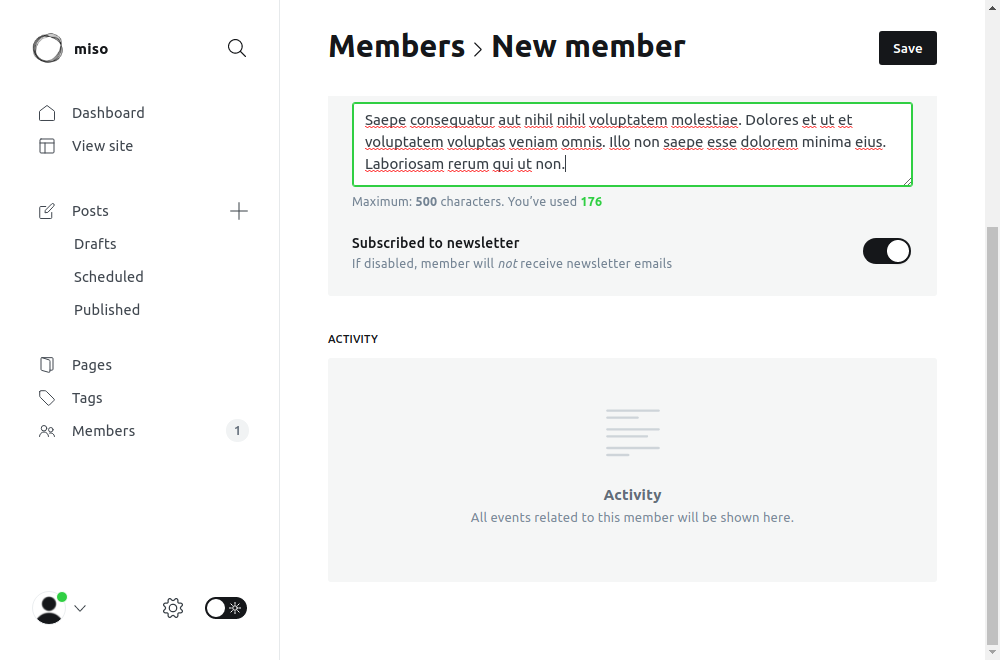 miso
Dashboard
View site
Posts
Drafts
Scheduled
Published
Pages
Tags
Members 1
Members › New member
Save
Saepe consequatur aut nihil nihil voluptatem molestiae. Dolores et ut et
voluptatem voluptas veniam omnis. Illo non saepe esse dolorem minima eius.
Laboriosam rerum qui ut non.
Maximum: 500 characters. You’ve used 176
Subscribed to newsletter
If disabled, member will not receive newsletter emails
ACTIVITY
Activity
All events related to this member will be shown here.